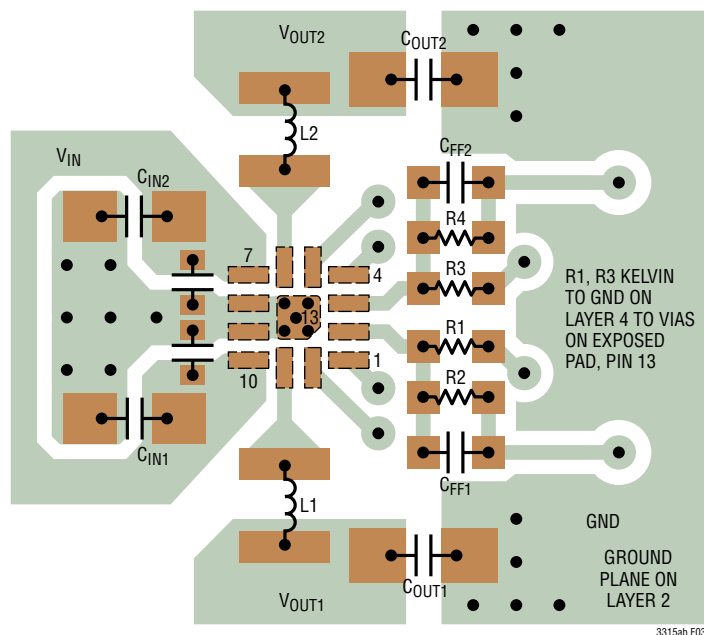 VOUT2
COUT2
L2
VIN
CIN2
CFF2
R4
7
4
R3
13
R1, R3 KELVIN
TO GND ON
LAYER 4 TO VIAS
ON EXPOSED
PAD, PIN 13
R1
10
1
R2
CIN1
CFF1
L1
GND
GROUND
PLANE ON
LAYER 2
COUT1
VOUT1
3315ab F03